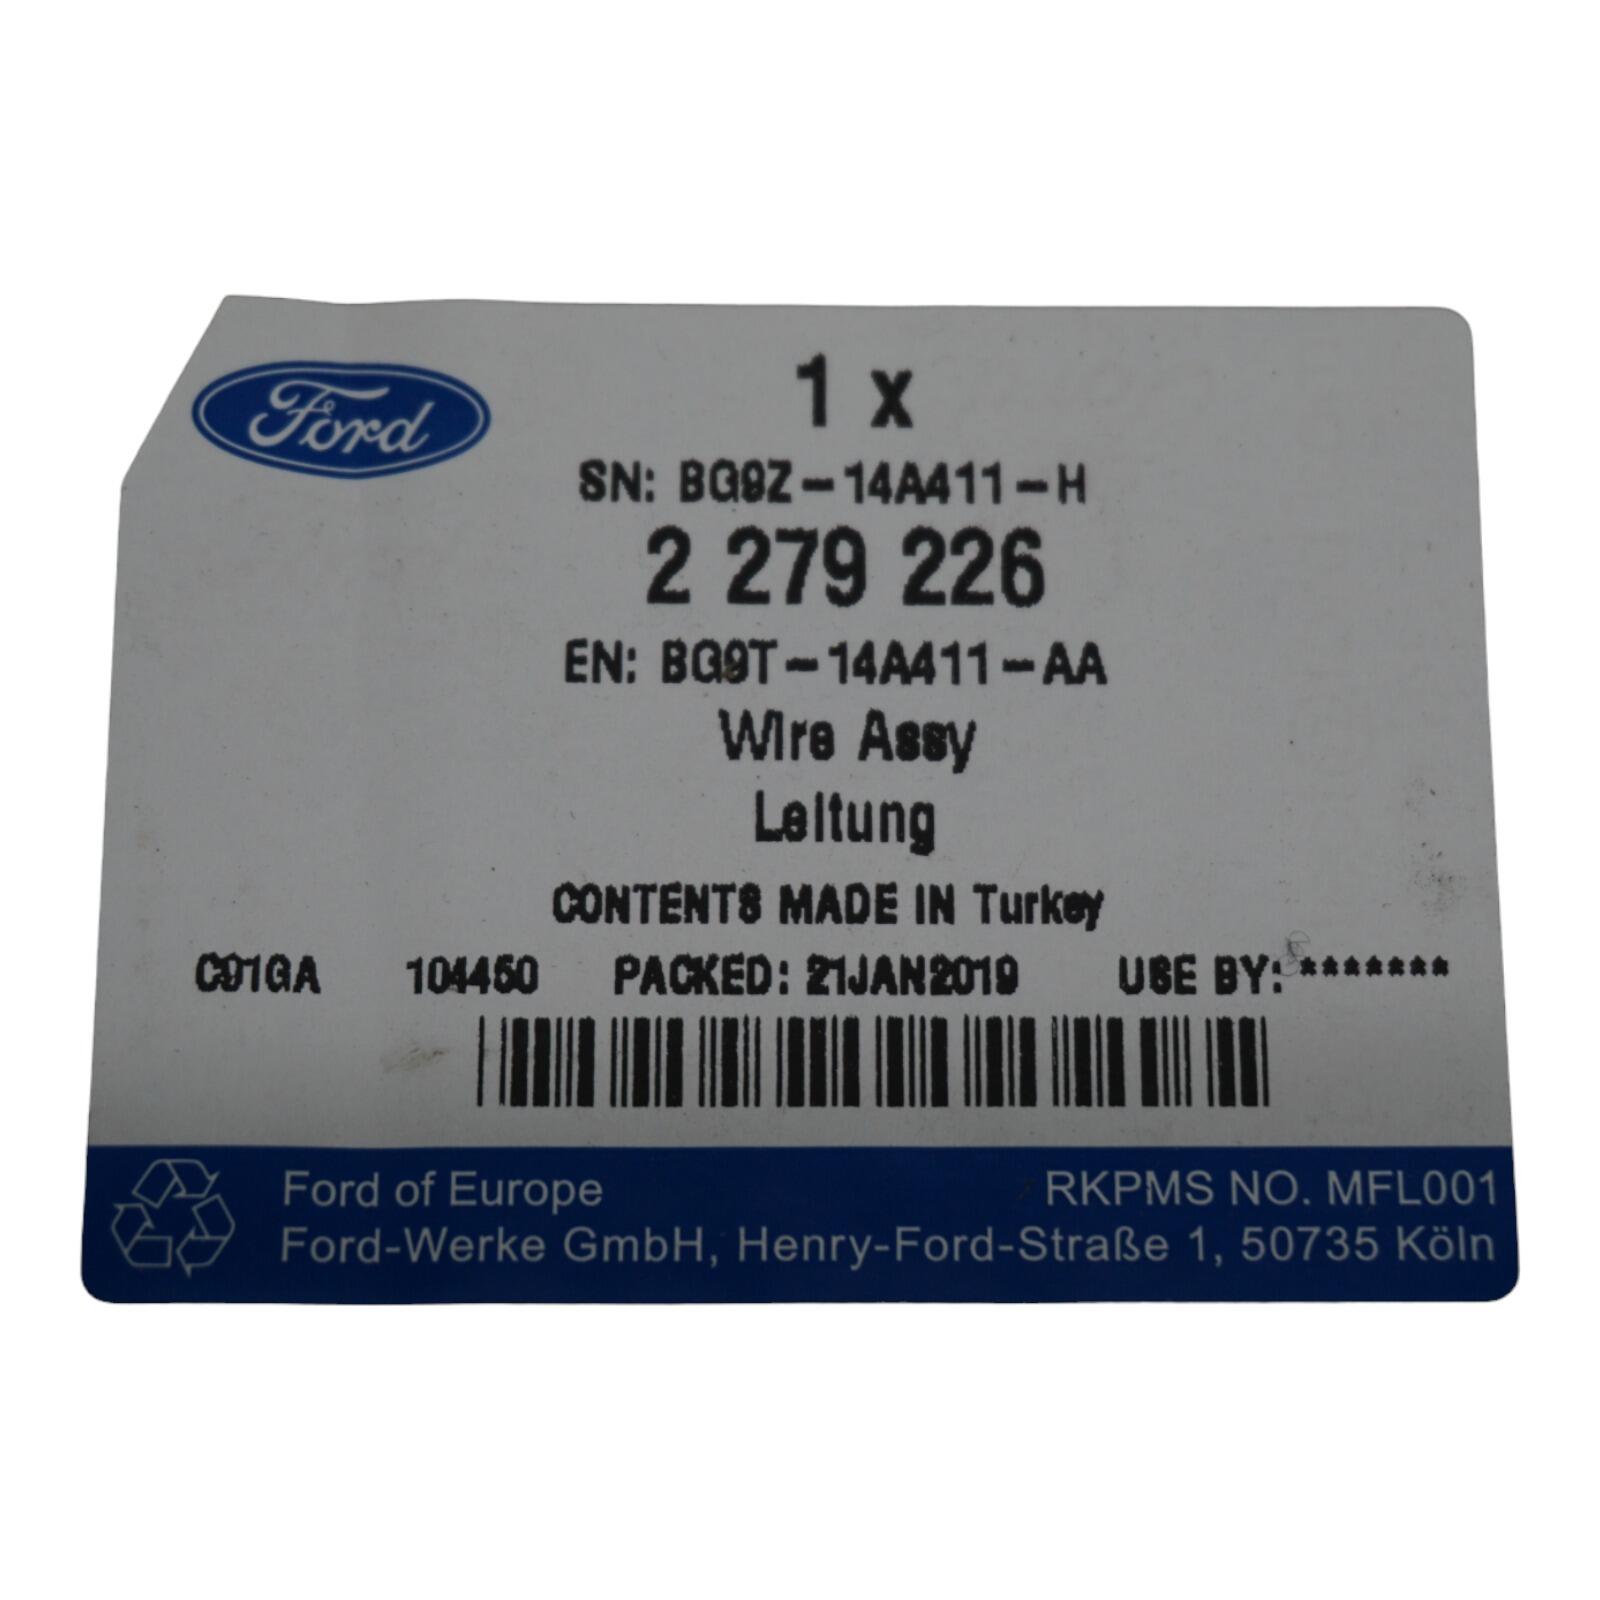 Ford
1 x
SN: BG9Z-14A411-H
2 279 226
EN: BG9T-14A411-AA
Wire Assy
Leitung
CONTENTS MADE IN Turkey
C91GA 104450 PACKED: 21JAN2019 USE BY: *******
Ford of Europe RKPMS NO. MFL001
Ford-Werke GmbH, Henry-Ford-Straße 1, 50735 Köln